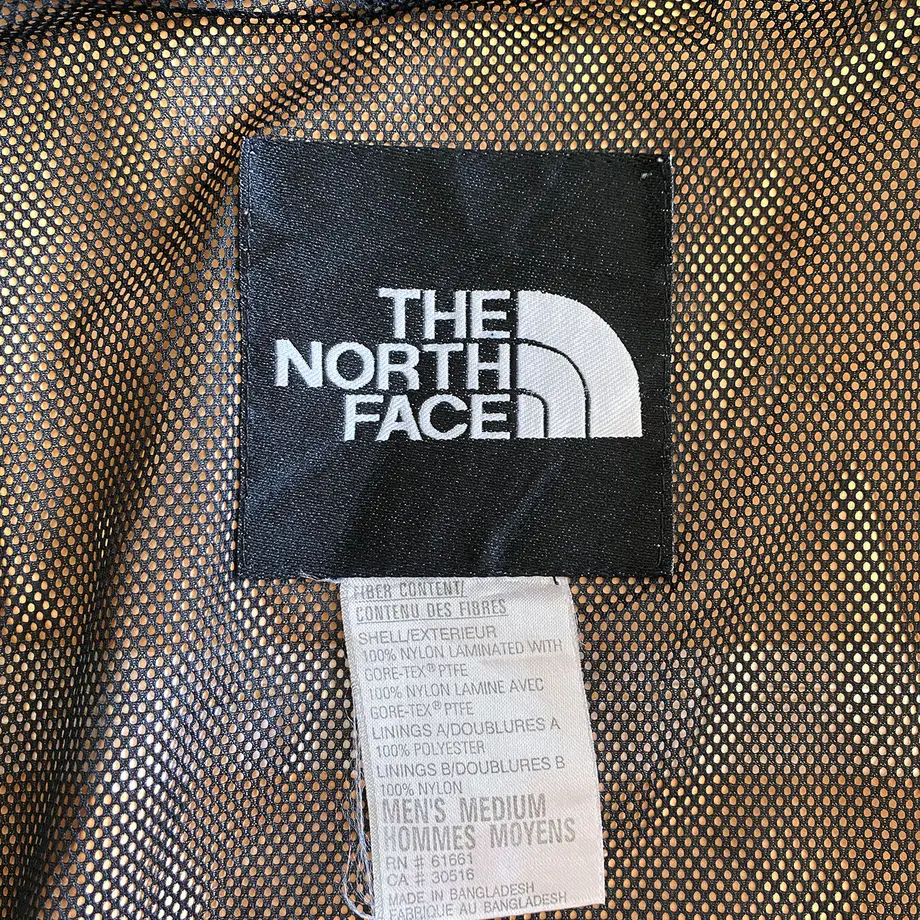 THE
NORTH
FACE
FIBER CONTENT/
CONTENU DES FIBRES
SHELL/EXTERIEUR
100% NYLON LAMINATED WITH
GORE-TEX® PTFE
100% NYLON LAMINE AVEC
GORE-TEX® PTFE
LININGS A/DOUBLURES A
100% POLYESTER
LININGS B/DOUBLURES B
100% NYLON
MEN'S MEDIUM
HOMMES MOYENS
RN # 61661
CA # 30516
MADE IN BANGLADESH
FABRIQUE AU BANGLADESH